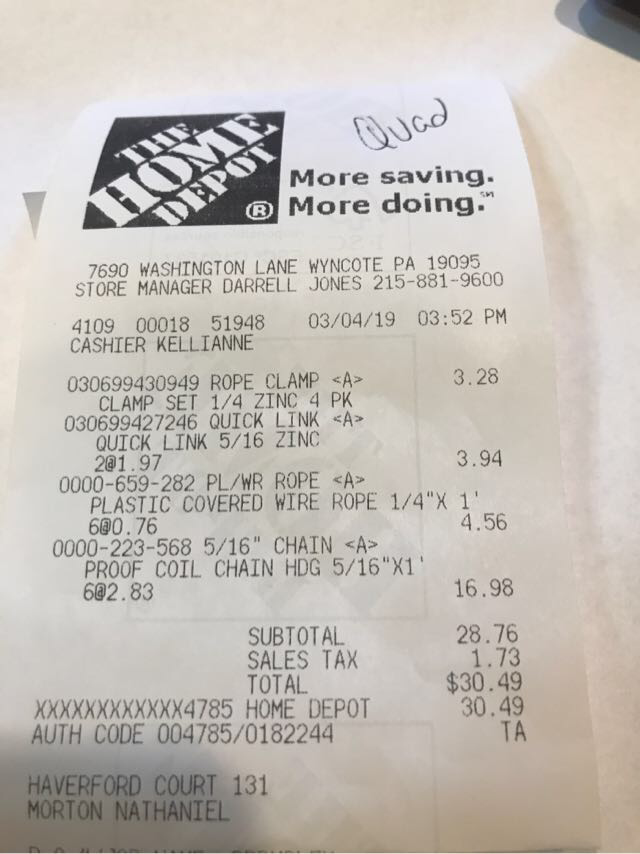 Quad
THE
HOME
DEPOT
®
More saving.
More doing.℠
7690 WASHINGTON LANE WYNCOTE PA 19095
STORE MANAGER DARRELL JONES 215-881-9600
4109 00018 51948 03/04/19 03:52 PM
CASHIER KELLIANNE
030699430949 ROPE CLAMP <A> 3.28
CLAMP SET 1/4 ZINC 4 PK
030699427246 QUICK LINK <A>
QUICK LINK 5/16 ZINC
2@1.97 3.94
0000-659-282 PL/WR ROPE <A>
PLASTIC COVERED WIRE ROPE 1/4"X 1'
6@0.76 4.56
0000-223-568 5/16" CHAIN <A>
PROOF COIL CHAIN HDG 5/16"X1'
6@2.83 16.98
SUBTOTAL 28.76
SALES TAX 1.73
TOTAL $30.49
XXXXXXXXXXXX4785 HOME DEPOT 30.49
AUTH CODE 004785/0182244 TA
HAVERFORD COURT 131
MORTON NATHANIEL